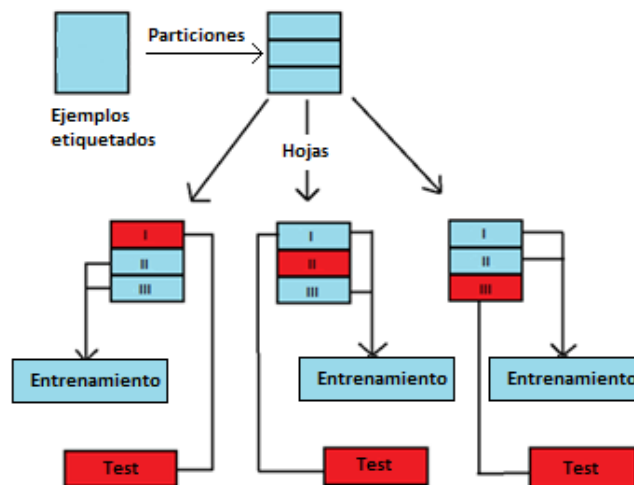 Particiones
Ejemplos
etiquetados
Hojas
I
II
III
I
II
III
I
II
III
Entrenamiento
Entrenamiento
Entrenamiento
Test
Test
Test